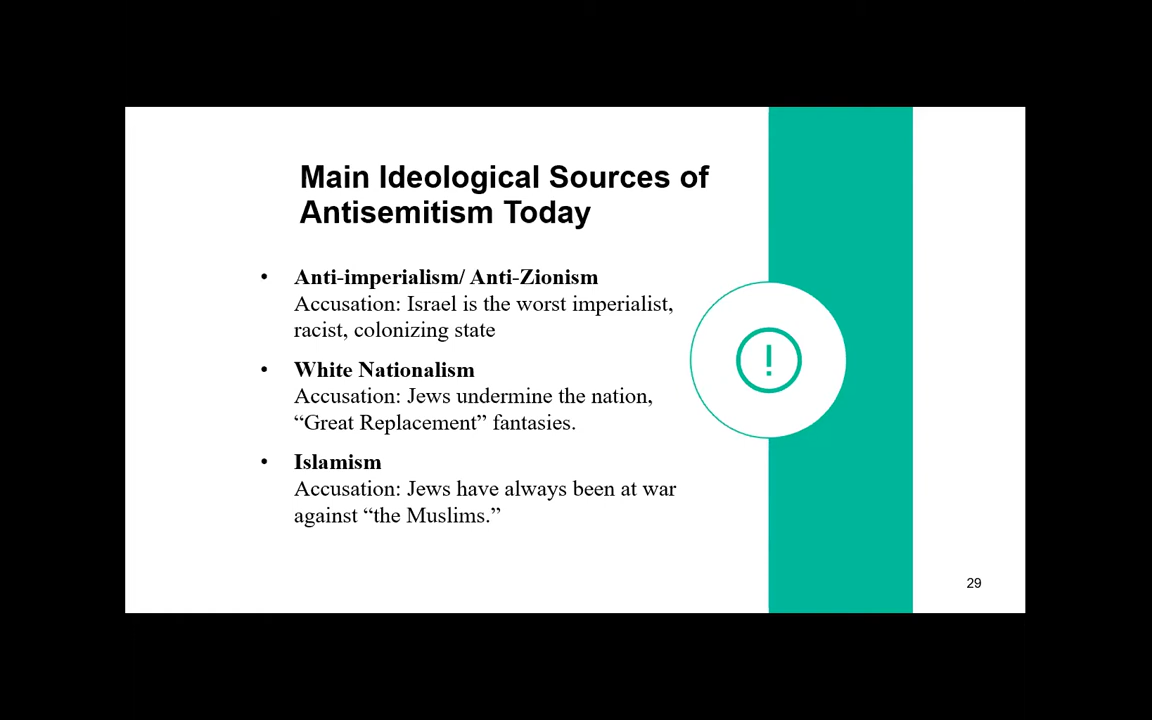 Main Ideological Sources of
Antisemitism Today
• Anti-imperialism/ Anti-Zionism
Accusation: Israel is the worst imperialist,
racist, colonizing state
• White Nationalism
Accusation: Jews undermine the nation,
“Great Replacement” fantasies.
• Islamism
Accusation: Jews have always been at war
against “the Muslims.”
!
29